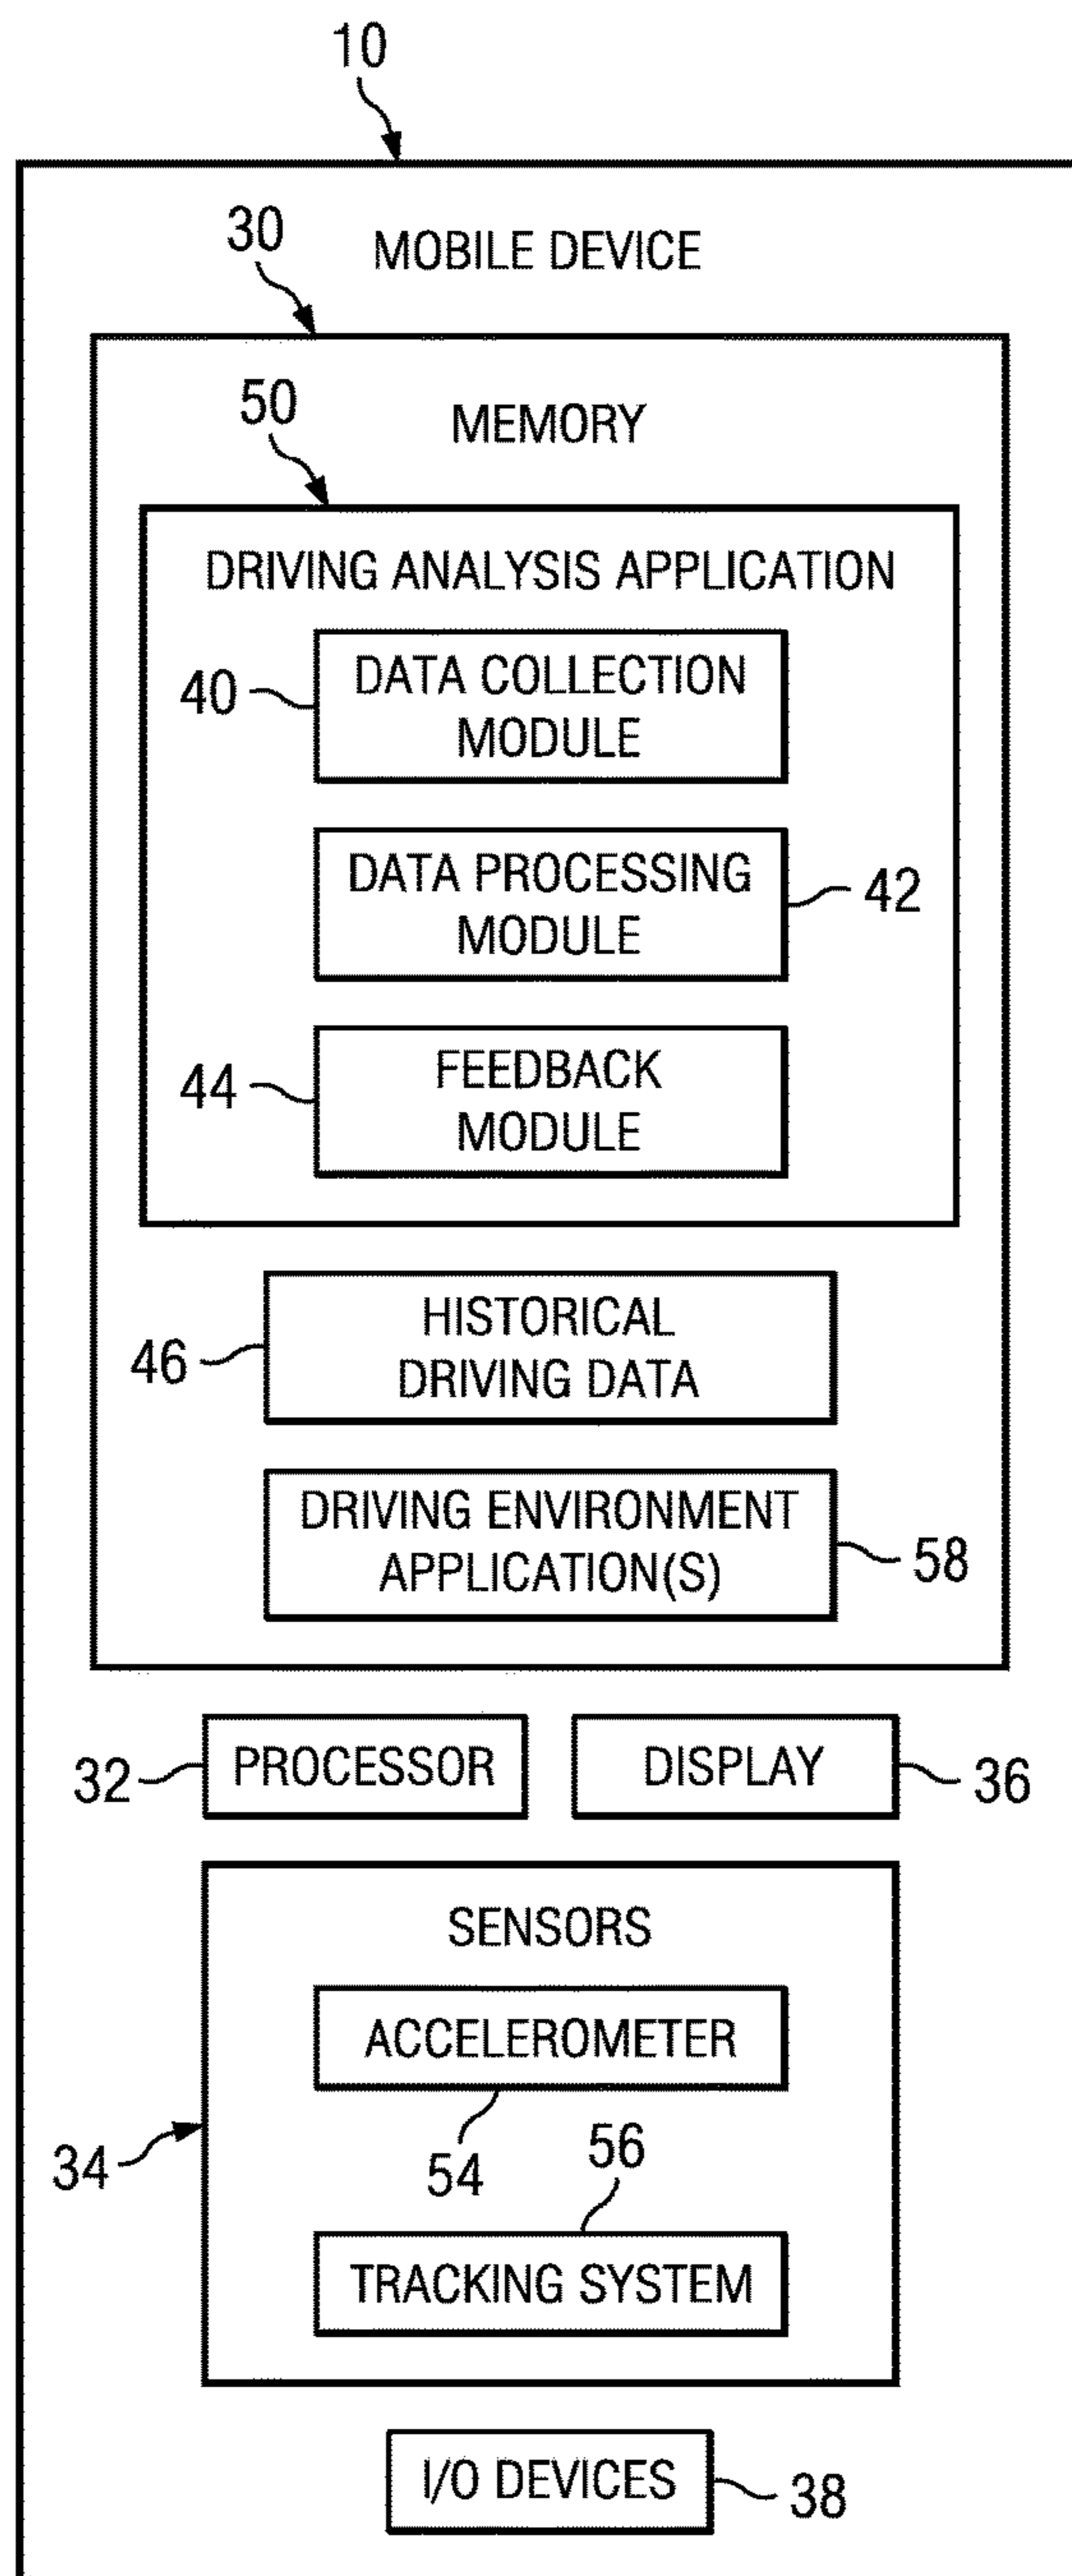 10
30
MOBILE DEVICE
50
MEMORY
DRIVING ANALYSIS APPLICATION
40
DATA COLLECTION
MODULE
DATA PROCESSING
MODULE
42
44
FEEDBACK
MODULE
46
HISTORICAL
DRIVING DATA
DRIVING ENVIRONMENT
APPLICATION(S)
58
32
PROCESSOR
DISPLAY
36
SENSORS
ACCELEROMETER
34
54
56
TRACKING SYSTEM
I/O DEVICES
38